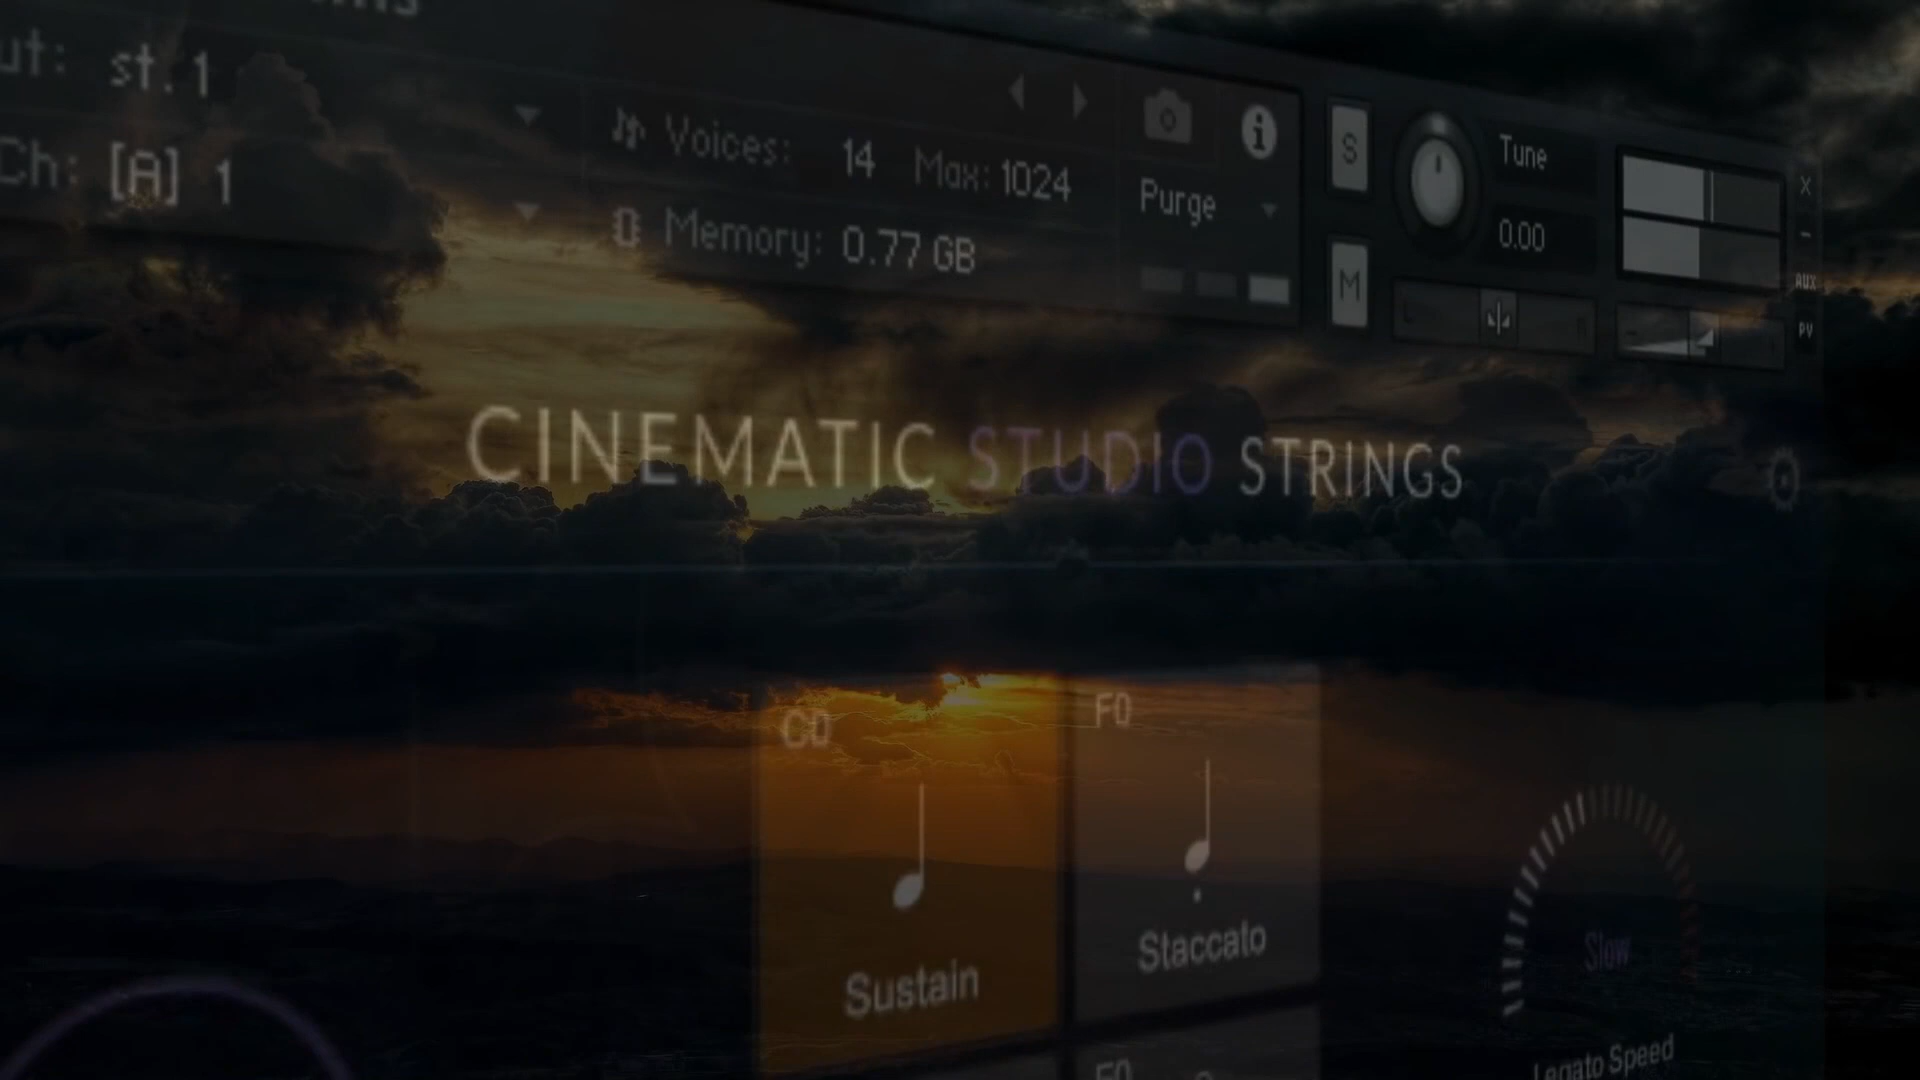 st.1
Ch: [A] 1
Voices: 14 Max: 1024
Purge
Memory: 0.77 GB
S
M
Tune
0.00
X
-
AUX
PV
CINEMATIC STUDIO STRINGS
C0
Sustain
F0
Staccato
Slow
Legato Speed